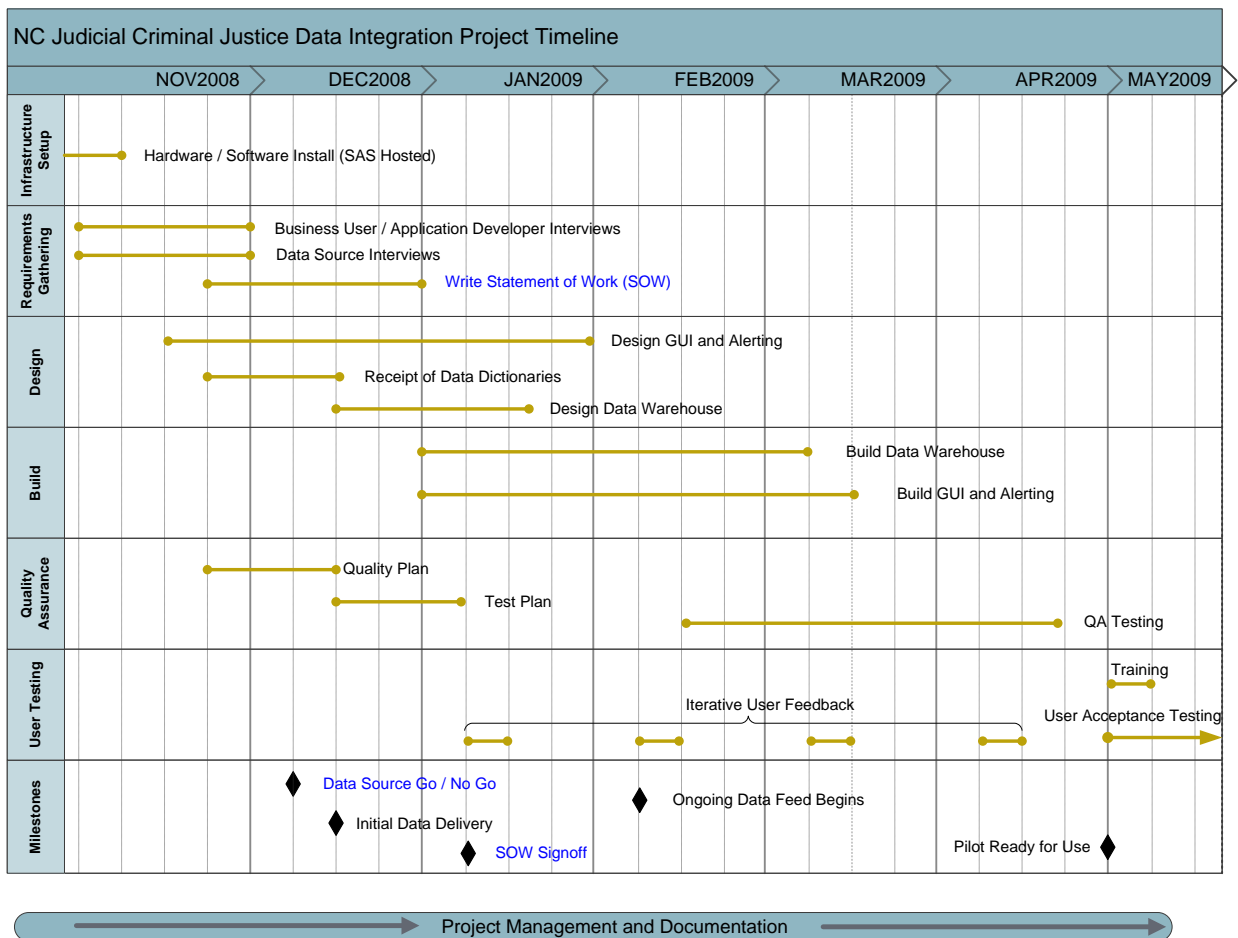 NC Judicial Criminal Justice Data Integration Project Timeline
NOV2008 DEC2008 JAN2009 FEB2009 MAR2009 APR2009 MAY2009
Infrastructure
Setup
Hardware / Software Install (SAS Hosted)
Requirements
Gathering
Business User / Application Developer Interviews
Data Source Interviews
Write Statement of Work (SOW)
Design
Design GUI and Alerting
Receipt of Data Dictionaries
Design Data Warehouse
Build
Build Data Warehouse
Build GUI and Alerting
Quality
Assurance
Quality Plan
Test Plan
QA Testing
User Testing
Training
Iterative User Feedback
User Acceptance Testing
Milestones
Data Source Go / No Go
Ongoing Data Feed Begins
Initial Data Delivery
SOW Signoff
Pilot Ready for Use
Project Management and Documentation